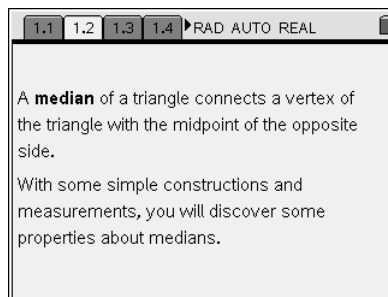 1.1 1.2 1.3 1.4 RAD AUTO REAL
A median of a triangle connects a vertex of
the triangle with the midpoint of the opposite
side.
With some simple constructions and
measurements, you will discover some
properties about medians.